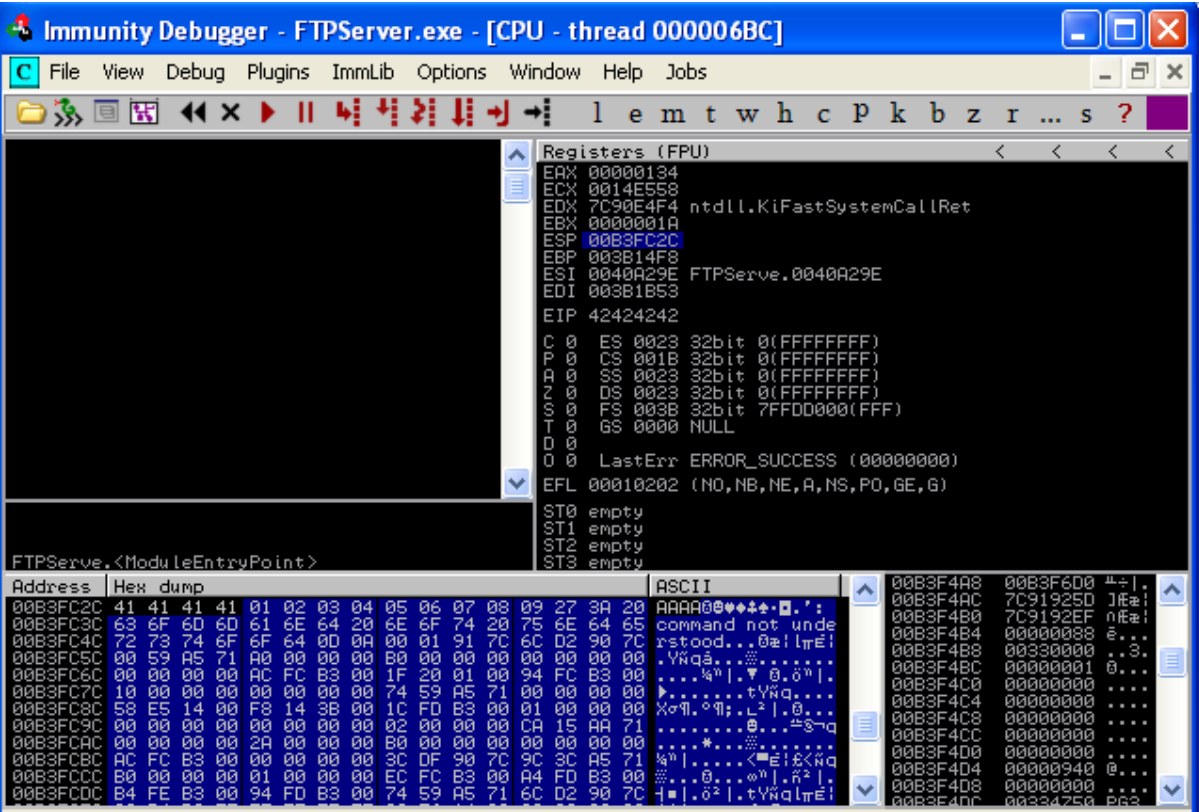 Immunity Debugger - FTPServer.exe - [CPU - thread 000006BC]
C File View Debug Plugins ImmLib Options Window Help Jobs
l e m t w h c P k b z r ... s ?
Registers (FPU) < < < <
EAX 00000134
ECX 0014E558
EDX 7C90E4F4 ntdll.KiFastSystemCallRet
EBX 0000001A
ESP 00B3FC2C
EBP 003B14F8
ESI 0040A29E FTPServe.0040A29E
EDI 003B1B53
EIP 42424242
C 0 ES 0023 32bit 0(FFFFFFFF)
P 0 CS 001B 32bit 0(FFFFFFFF)
A 0 SS 0023 32bit 0(FFFFFFFF)
Z 0 DS 0023 32bit 0(FFFFFFFF)
S 0 FS 003B 32bit 7FFDD000(FFF)
T 0 GS 0000 NULL
D 0
O 0 LastErr ERROR_SUCCESS (00000000)
EFL 00010202 (NO,NB,NE,A,NS,PO,GE,G)
ST0 empty
ST1 empty
ST2 empty
ST3 empty
FTPServe.<ModuleEntryPoint>
Address Hex dump ASCII
00B3FC2C 41 41 41 41 01 02 03 04 05 06 07 08 09 27 3A 20 AAAA
00B3FC3C 63 6F 6D 6D 61 6E 64 20 6E 6F 74 20 75 6E 64 65 command not unde
00B3FC4C 72 73 74 6F 6F 64 0D 0A 00 01 91 7C 6C D2 90 7C rstood...
00B3FC5C 00 59 A5 71 A0 00 00 00 B0 00 00 00 00 00 00 00
00B3FC6C 00 00 00 00 AC FC B3 00 1F 20 01 00 94 FC B3 00
00B3FC7C 10 00 00 00 00 00 00 00 74 59 A5 71 00 00 00 00
00B3FC8C 58 E5 14 00 F8 14 3B 00 1C FD B3 00 01 00 00 00
00B3FC9C 00 00 00 00 00 00 00 00 02 00 00 00 CA 15 AA 71
00B3FCAC 00 00 00 00 2A 00 00 00 B0 00 00 00 00 00 00 00
00B3FCBC AC FC B3 00 00 00 00 00 3C DF 90 7C 9C 3C A5 71
00B3FCCC B0 00 00 00 01 00 00 00 EC FC B3 00 A4 FD B3 00
00B3FCDC B4 FE B3 00 94 FD B3 00 74 59 A5 71 6C D2 90 7C
00B3F4A8 00B3F6D0
00B3F4AC 7C91925D
00B3F4B0 7C9192EF
00B3F4B4 00000088
00B3F4B8 00330000 ..3.
00B3F4BC 00000001
00B3F4C0 00000000 ....
00B3F4C4 00000000 ....
00B3F4C8 00000000 ....
00B3F4CC 00000000 ....
00B3F4D0 00000000 ....
00B3F4D4 00000940 @...
00B3F4D8 00000000 ....